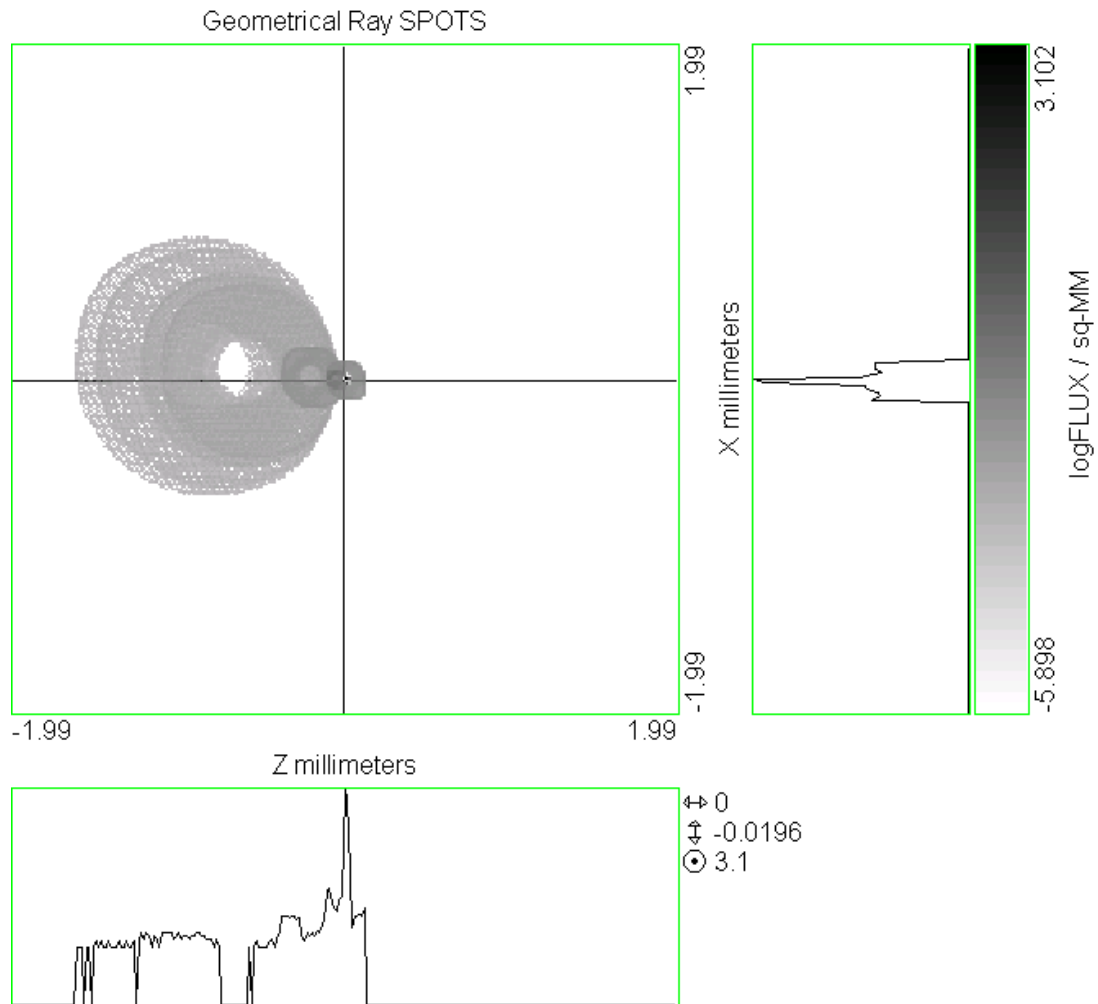 Geometrical Ray SPOTS
1.99
X millimeters
-1.99
-1.99
1.99
Z millimeters
3.102
logFLUX / sq-MM
-5.898
0
-0.0196
3.1